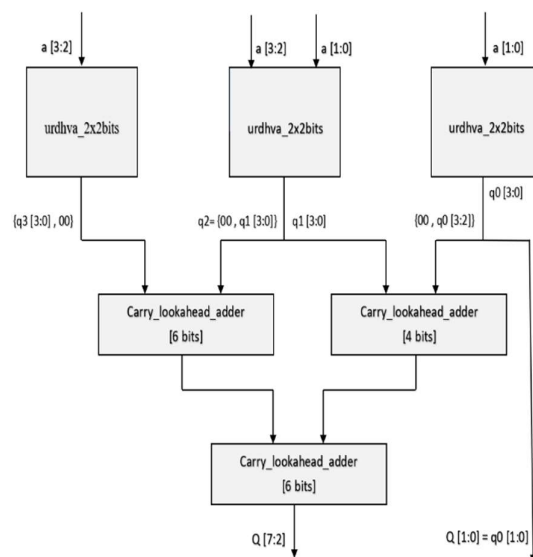 a [3:2]
a [3:2]
a [1:0]
a [1:0]
urdhva_2x2bits
urdhva_2x2bits
urdhva_2x2bits
q0 [3:0]
{q3 [3:0] , 00}
q2= {00 , q1 [3:0]}
q1 [3:0]
{00 , q0 [3:2]}
Carry_lookahead_adder
[6 bits]
Carry_lookahead_adder
[4 bits]
Carry_lookahead_adder
[6 bits]
Q [7:2]
Q [1:0] = q0 [1:0]